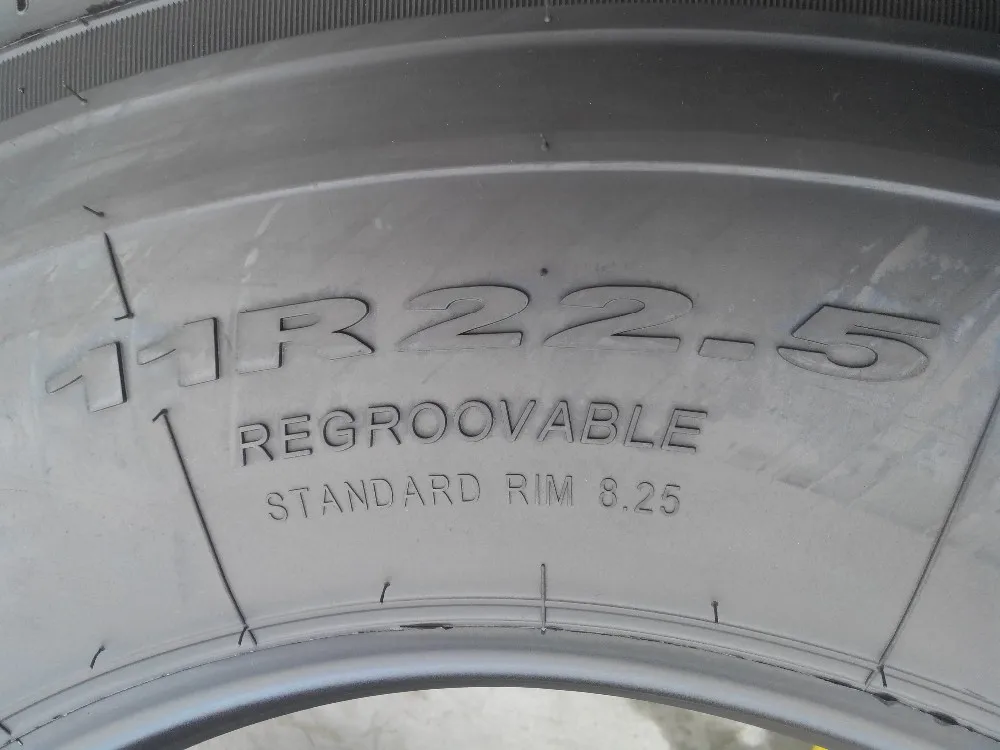 11R22.5
REGROOVABLE
STANDARD RIM 8.25